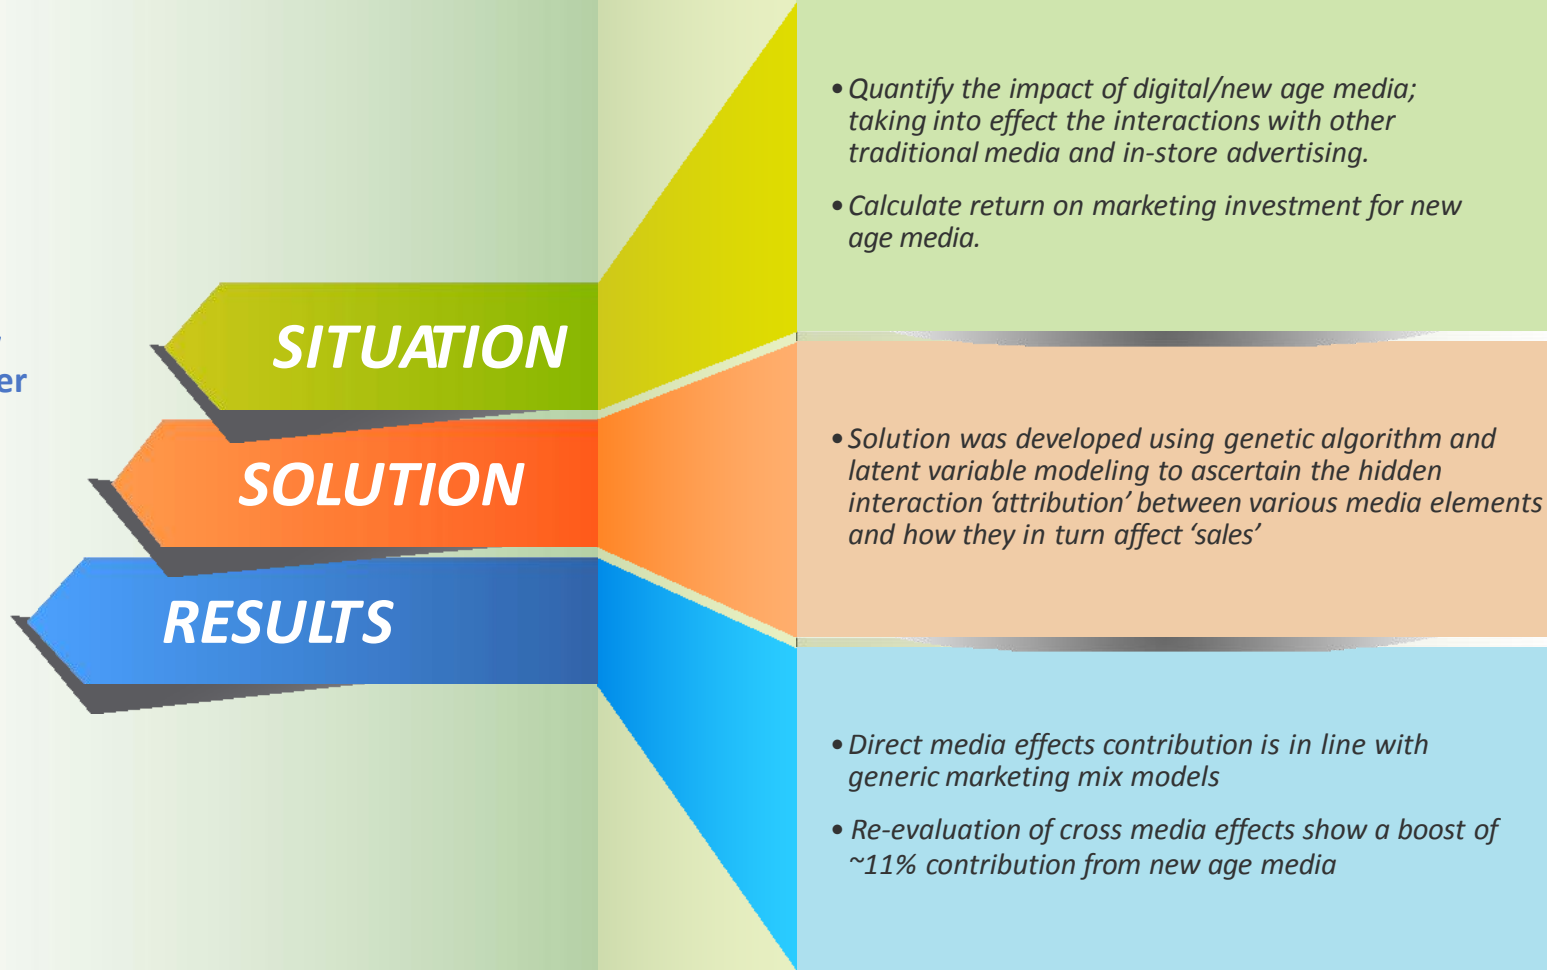 SITUATION
• Quantify the impact of digital/new age media;
taking into effect the interactions with other
traditional media and in-store advertising.
• Calculate return on marketing investment for new
age media.
SOLUTION
• Solution was developed using genetic algorithm and
latent variable modeling to ascertain the hidden
interaction ‘attribution’ between various media elements
and how they in turn affect ‘sales’
RESULTS
• Direct media effects contribution is in line with
generic marketing mix models
• Re-evaluation of cross media effects show a boost of
~11% contribution from new age media